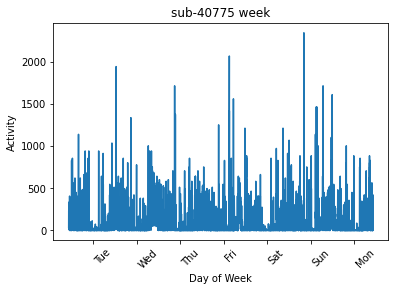 sub-40775 week
Activity
2000
1500
1000
500
0
Tue
Wed
Thu
Fri
Sat
Sun
Mon
Day of Week